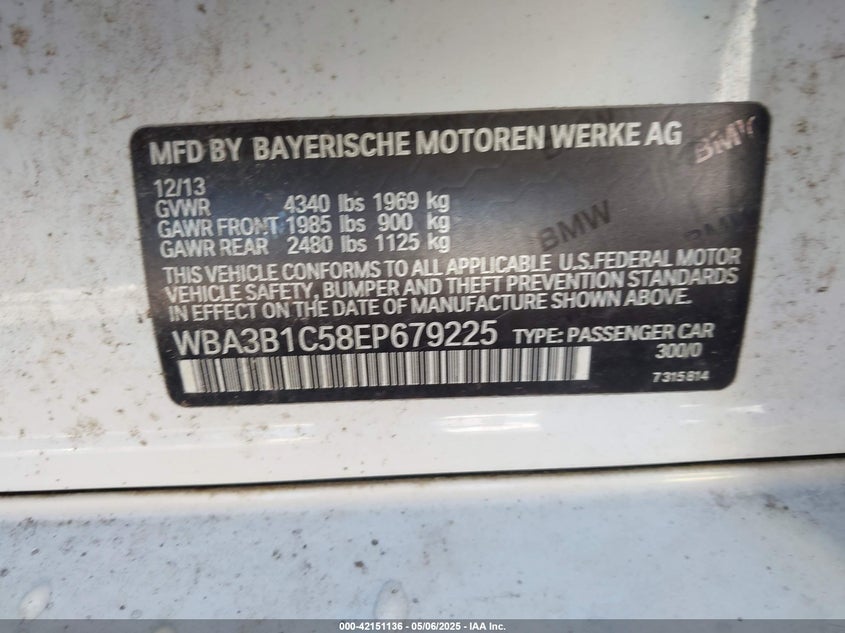 MFD BY BAYERISCHE MOTOREN WERKE AG
BMW
12/13
GVWR 4340 lbs 1969 kg
GAWR FRONT 1985 lbs 900 kg
GAWR REAR 2480 lbs 1125 kg
BMW
BMW
THIS VEHICLE CONFORMS TO ALL APPLICABLE U.S.FEDERAL MOTOR
VEHICLE SAFETY, BUMPER AND THEFT PREVENTION STANDARDS
IN EFFECT ON THE DATE OF MANUFACTURE SHOWN ABOVE.
WBA3B1C58EP679225 TYPE: PASSENGER CAR
300/0
7315814
000-42151136 - 05/06/2025 - IAA Inc.